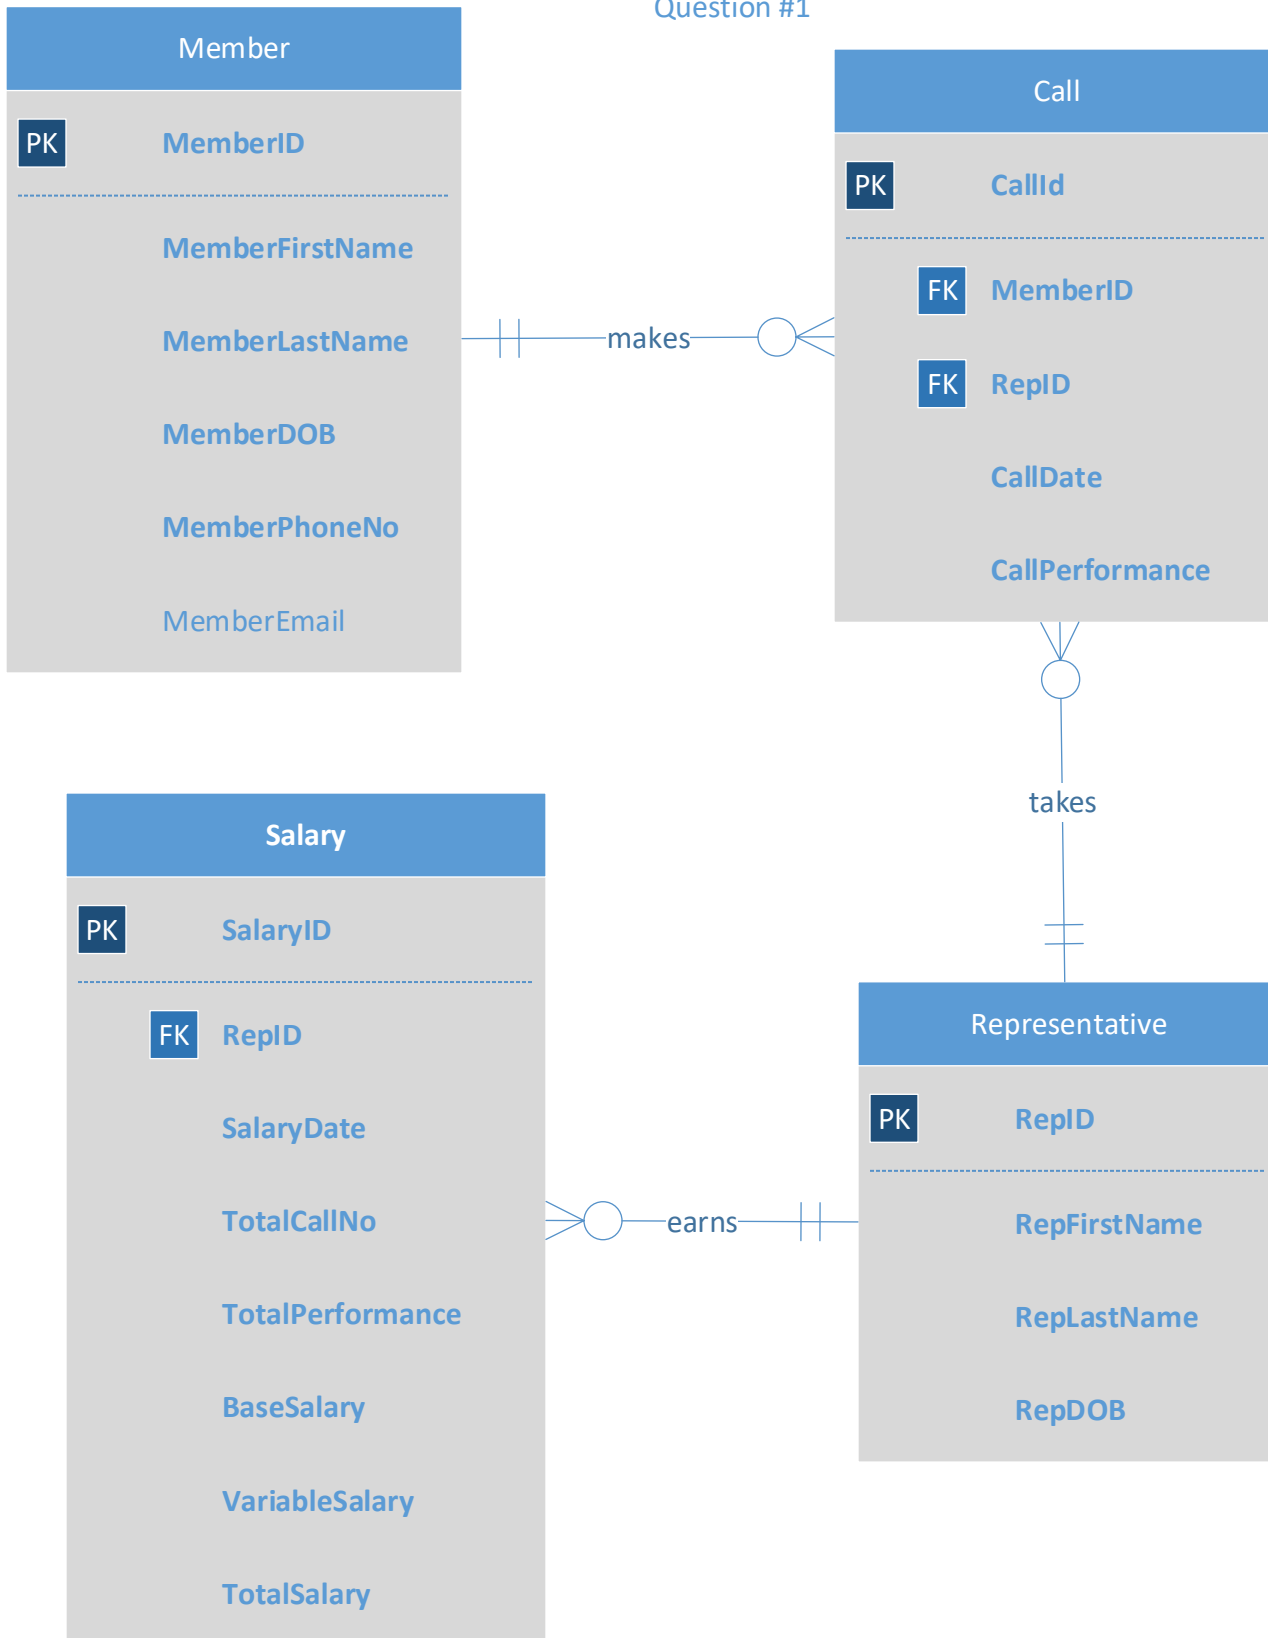 Question #1
Member
PK MemberID
MemberFirstName
MemberLastName
MemberDOB
MemberPhoneNo
MemberEmail
makes
Call
PK CallId
FK MemberID
FK RepID
CallDate
CallPerformance
takes
Salary
PK SalaryID
FK RepID
SalaryDate
TotalCallNo
TotalPerformance
BaseSalary
VariableSalary
TotalSalary
earns
Representative
PK RepID
RepFirstName
RepLastName
RepDOB